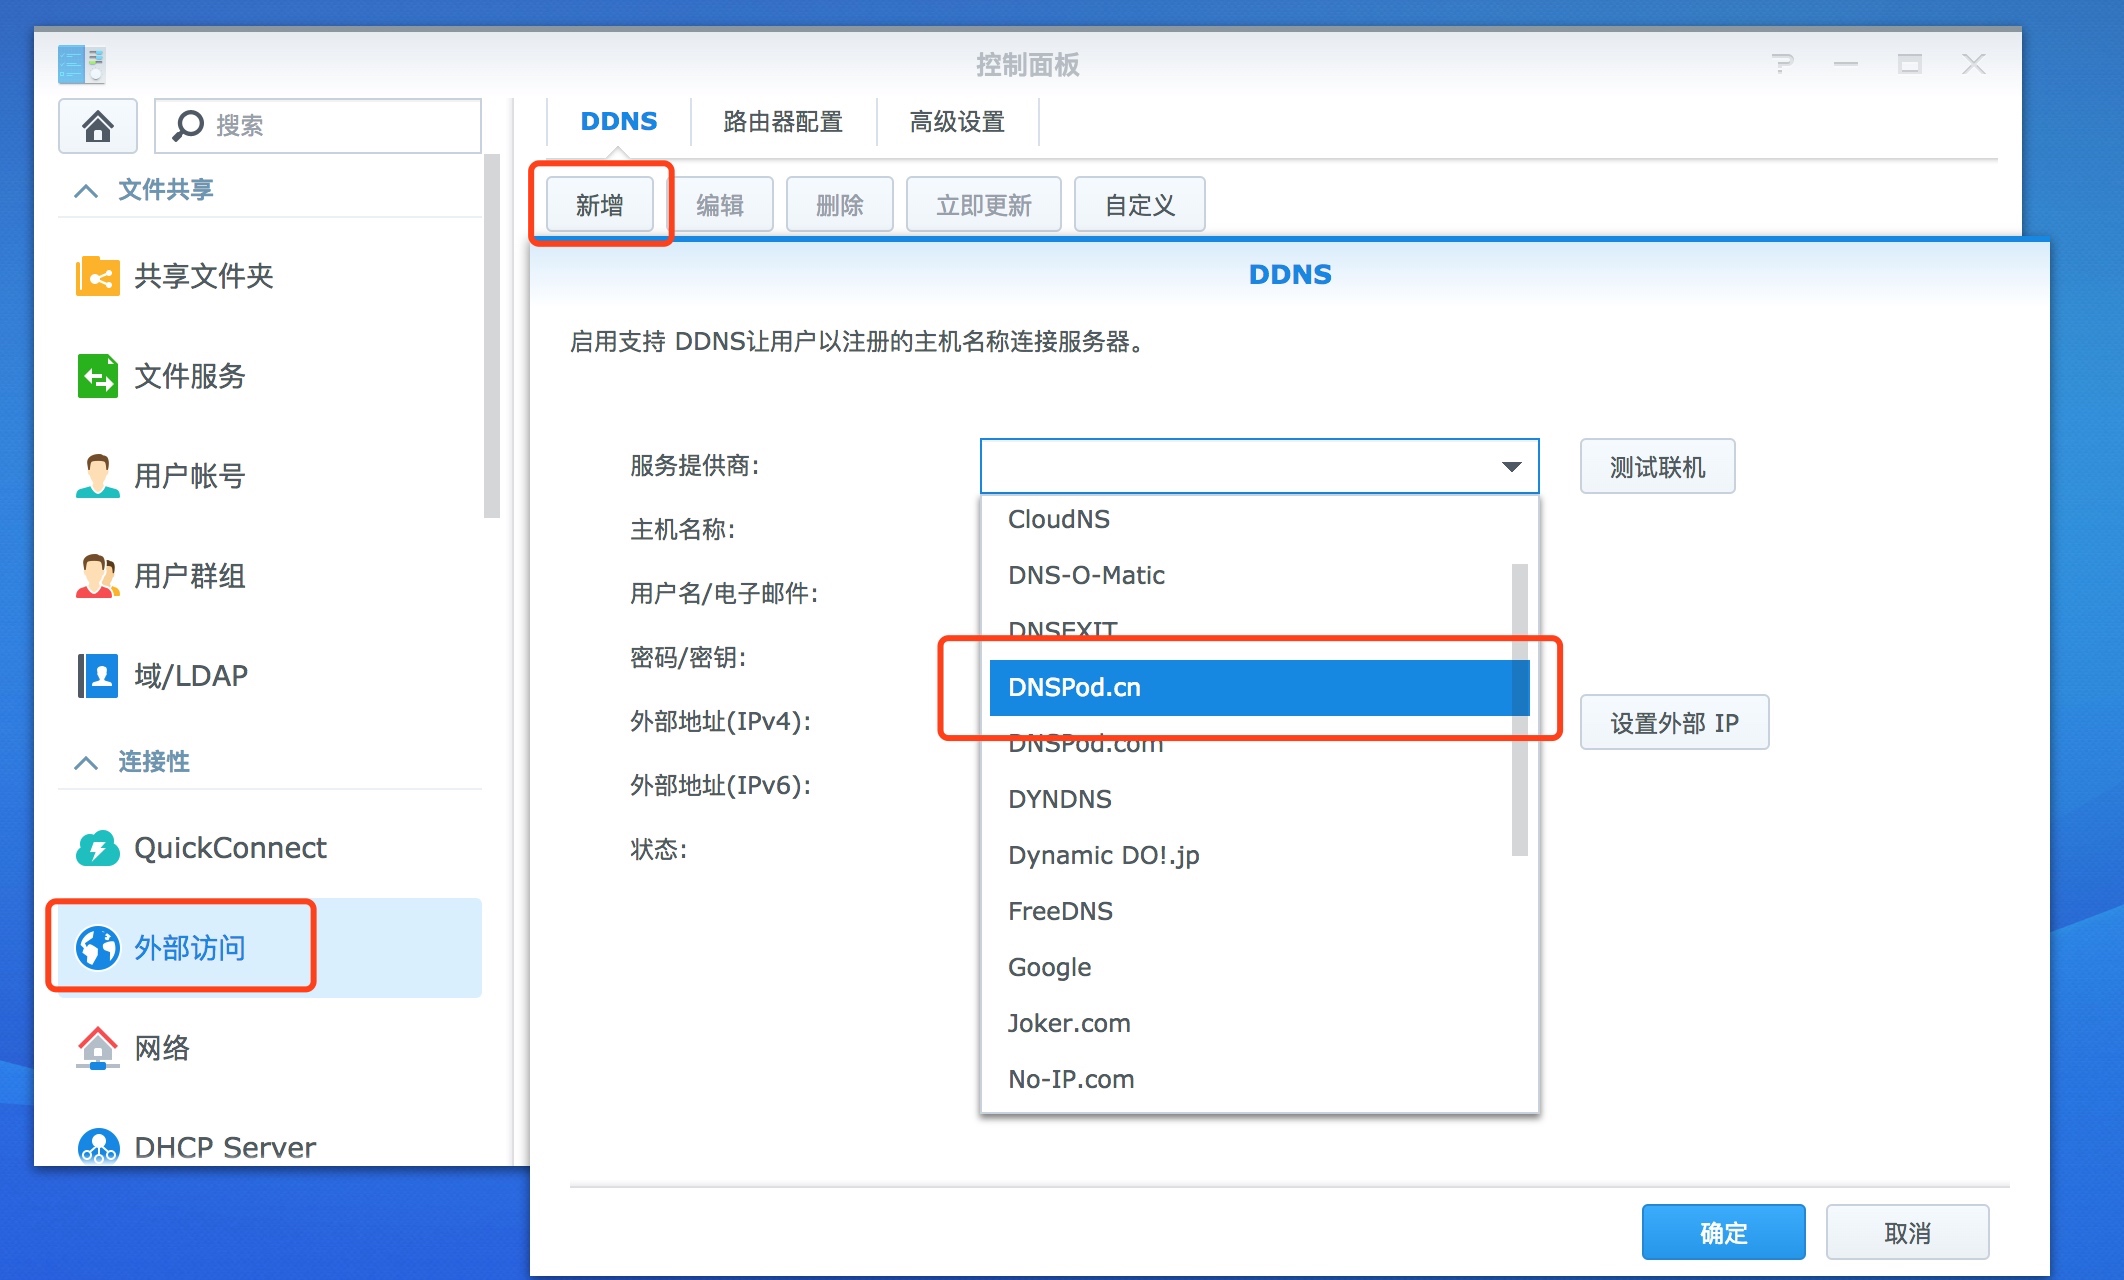 控制面板
搜索
文件共享
共享文件夹
文件服务
用户帐号
用户群组
域/LDAP
连接性
QuickConnect
外部访问
网络
DHCP Server
DDNS
路由器配置
高级设置
新增
编辑
删除
立即更新
自定义
DDNS
启用支持 DDNS让用户以注册的主机名称连接服务器。
服务提供商:
测试联机
主机名称:
用户名/电子邮件:
密码/密钥:
外部地址(IPv4):
设置外部 IP
外部地址(IPv6):
状态:
CloudNS
DNS-O-Matic
DNSEXIT
DNSPod.cn
DNSPod.com
DYNDNS
Dynamic DO!.jp
FreeDNS
Google
Joker.com
No-IP.com
确定
取消